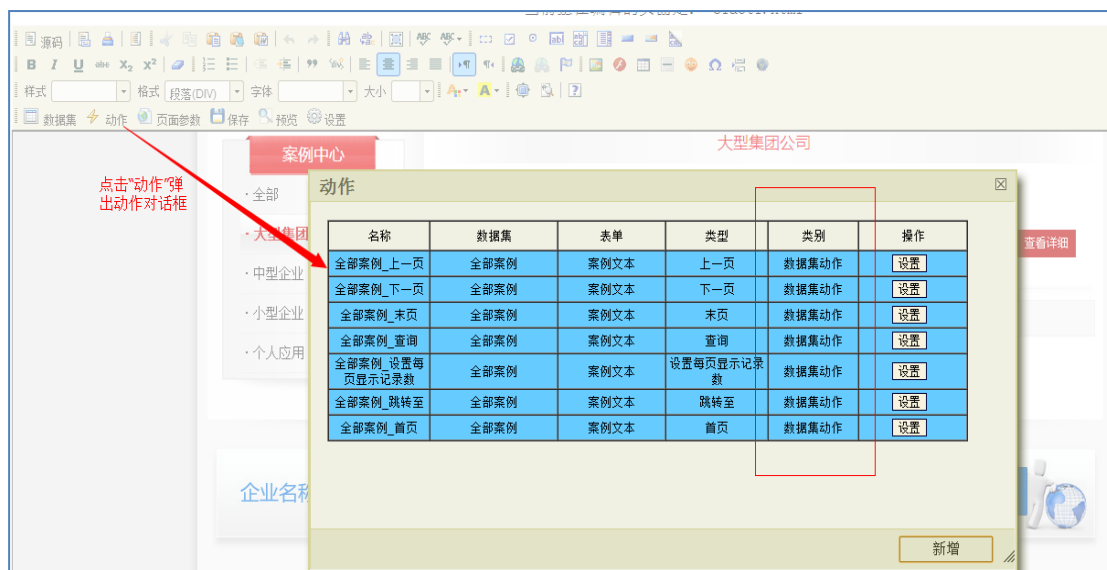 源码
B I U abc X₂ X²
样式 格式 段落(DIV) 字体 大小
数据集 动作 页面参数 保存 预览 设置
案例中心
大型集团公司
点击“动作”弹
出动作对话框
·全部
·大型集团
·中型企业
·小型企业
·个人应用
查看详细
动作
名称 数据集 表单 类型 类别 操作
全部案例_上一页 全部案例 案例文本 上一页 数据集动作 设置
全部案例_下一页 全部案例 案例文本 下一页 数据集动作 设置
全部案例_末页 全部案例 案例文本 末页 数据集动作 设置
全部案例_查询 全部案例 案例文本 查询 数据集动作 设置
全部案例_设置每
页显示记录数 全部案例 案例文本 设置每页显示记录
数 数据集动作 设置
全部案例_跳转至 全部案例 案例文本 跳转至 数据集动作 设置
全部案例_首页 全部案例 案例文本 首页 数据集动作 设置
企业名称
新增